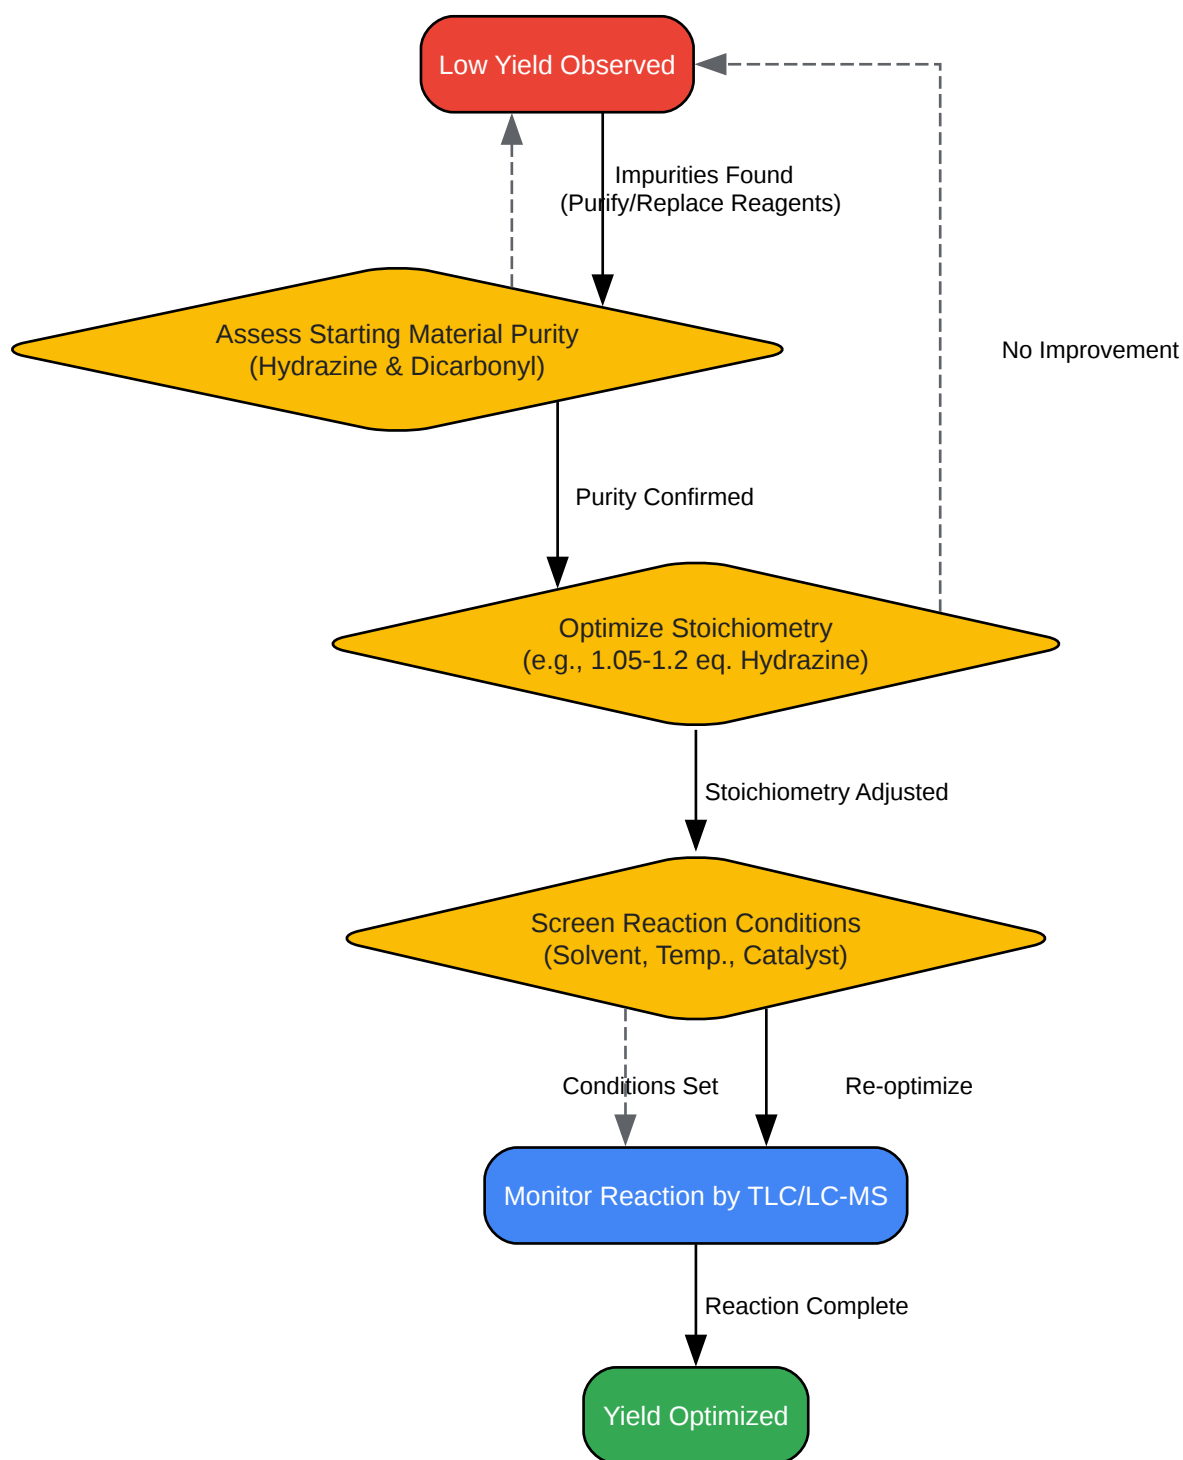 Low Yield Observed
Impurities Found
(Purify/Replace Reagents)
Assess Starting Material Purity
(Hydrazine & Dicarbonyl)
No Improvement
Purity Confirmed
Optimize Stoichiometry
(e.g., 1.05-1.2 eq. Hydrazine)
Stoichiometry Adjusted
Screen Reaction Conditions
(Solvent, Temp., Catalyst)
Conditions Set
Re-optimize
Monitor Reaction by TLC/LC-MS
Reaction Complete
Yield Optimized